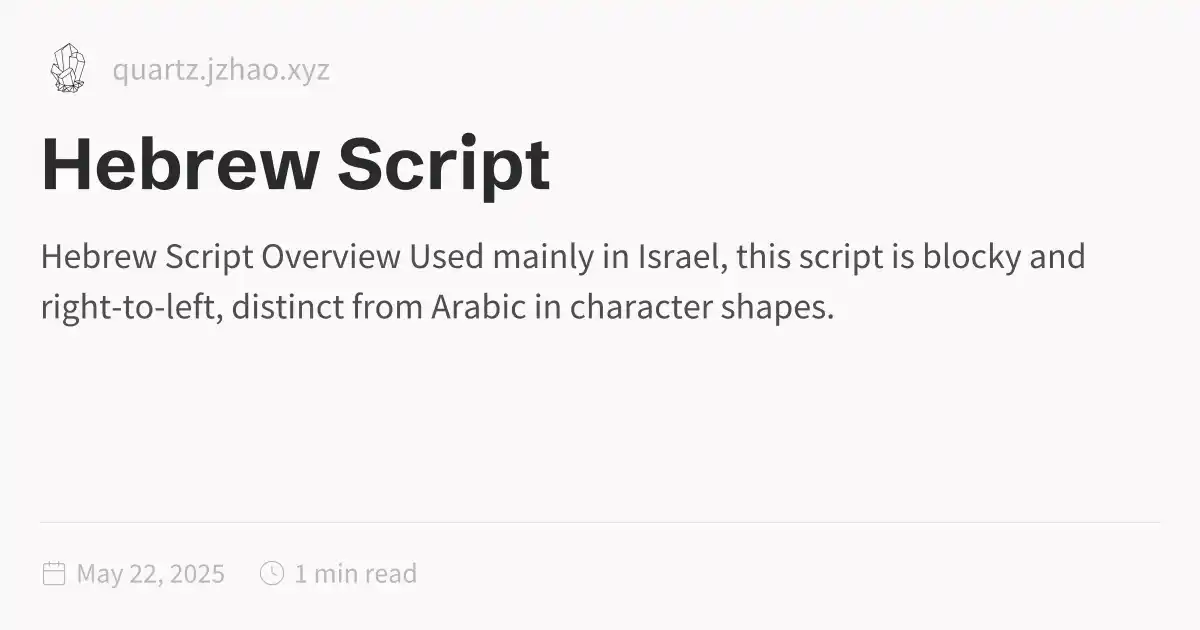 quartz.jzhao.xyz
Hebrew Script
Hebrew Script Overview Used mainly in Israel, this script is blocky and
right-to-left, distinct from Arabic in character shapes.
May 22, 2025 1 min read